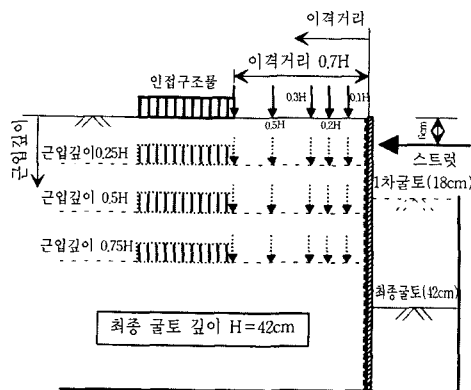 이격거리
이격거리 0.7H
인접구조물
0.3H
0.1H
0.5H
0.2H
근입깊이
스트럿
근입깊이0.25H
1차굴토(18cm)
근입깊이 0.5H
근입깊이 0.75H
최종굴토(42cm)
최종 굴토 깊이 H=42cm